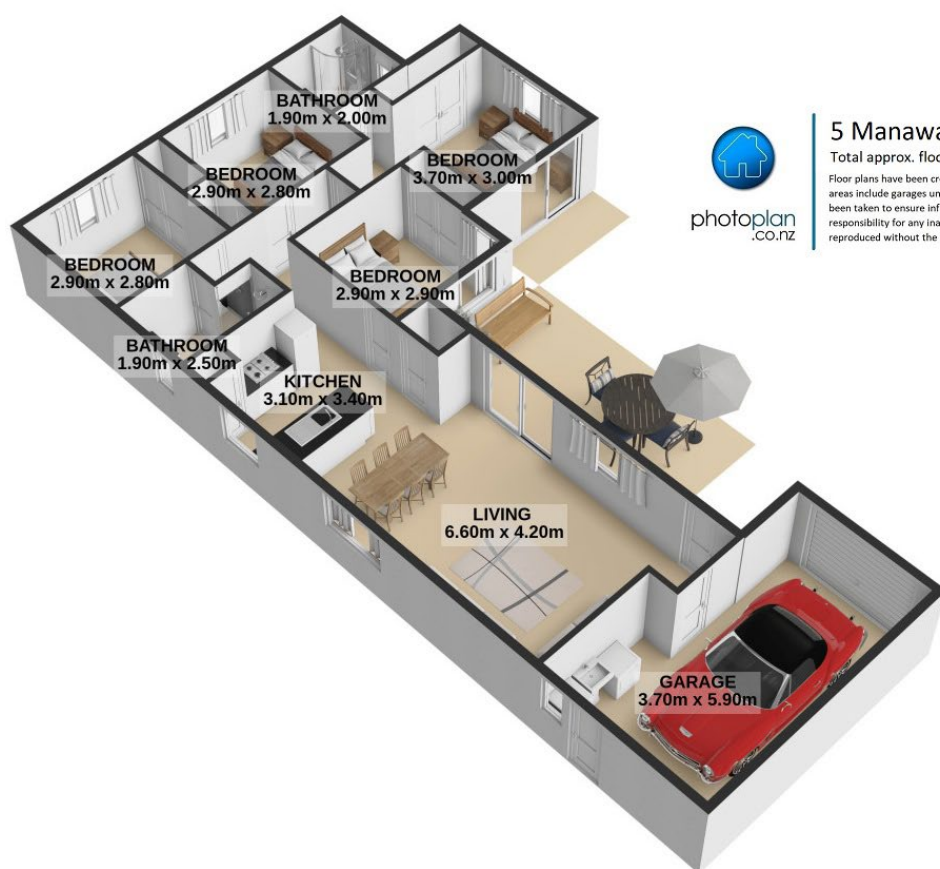 BATHROOM
1.90m x 2.00m
BEDROOM
2.90m x 2.80m
BEDROOM
3.70m x 3.00m
BEDROOM
2.90m x 2.80m
BEDROOM
2.90m x 2.90m
BATHROOM
1.90m x 2.50m
KITCHEN
3.10m x 3.40m
LIVING
6.60m x 4.20m
GARAGE
3.70m x 5.90m
photoplan
.co.nz
5 Manawa
Total approx. floo
Floor plans have been cr
areas include garages un
been taken to ensure inf
responsibility for any ina
reproduced without the